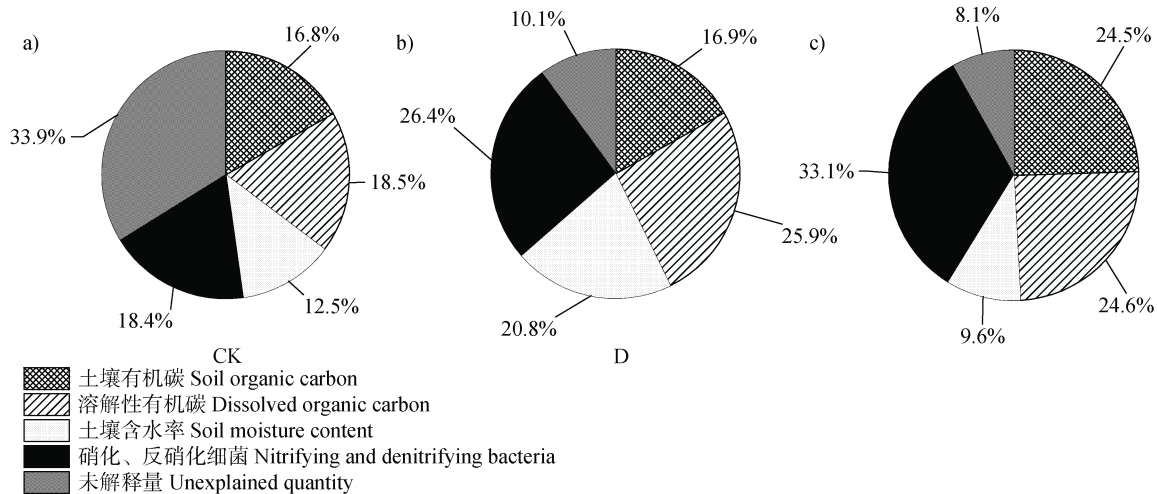 a)
16.8%
18.5%
12.5%
18.4%
33.9%
CK
b)
10.1%
16.9%
25.9%
20.8%
26.4%
D
c)
8.1%
24.5%
24.6%
9.6%
33.1%
土壤有机碳 Soil organic carbon
溶解性有机碳 Dissolved organic carbon
土壤含水率 Soil moisture content
硝化、反硝化细菌 Nitrifying and denitrifying bacteria
未解释量 Unexplained quantity